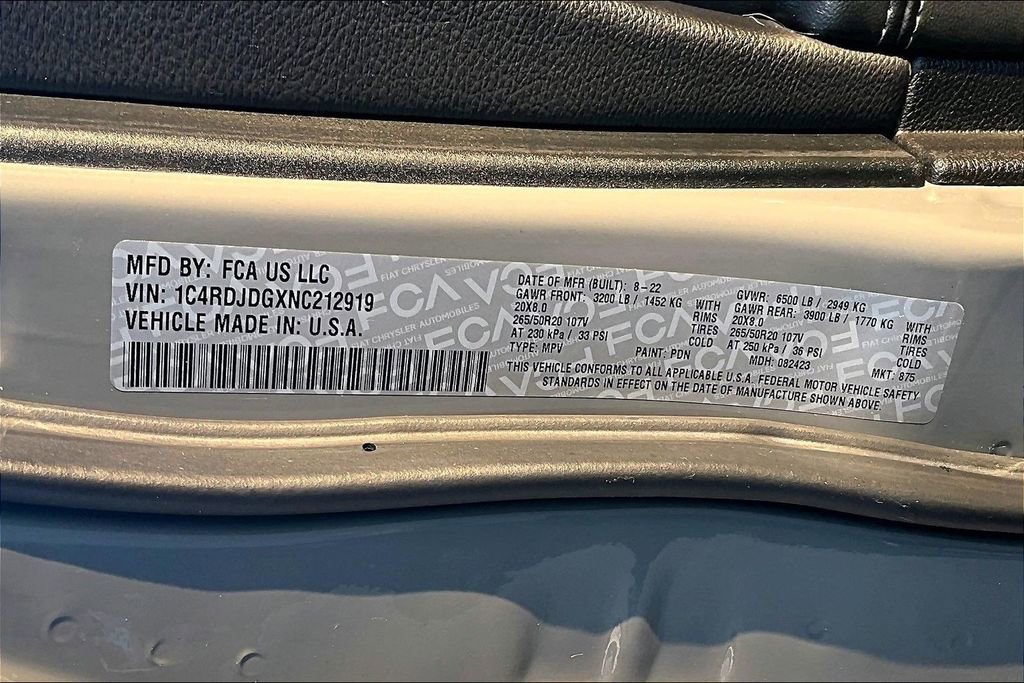 MFD BY: FCA US LLC
VIN: 1C4RDJDGXNC212919
VEHICLE MADE IN: U.S.A.
DATE OF MFR (BUILT): 8-22
GAWR FRONT: 3200 LB / 1452 KG WITH
20X8.0 RIMS
265/50R20 107V TIRES
AT 230 kPa / 33 PSI COLD
TYPE: MPV PAINT: PDN
GVWR: 6500 LB / 2949 KG
GAWR REAR: 3900 LB / 1770 KG WITH
20X8.0 RIMS
265/50R20 107V TIRES
AT 250 kPa / 36 PSI COLD
MDH: 082423 MKT: 875
THIS VEHICLE CONFORMS TO ALL APPLICABLE U.S.A. FEDERAL MOTOR VEHICLE SAFETY
STANDARDS IN EFFECT ON THE DATE OF MANUFACTURE SHOWN ABOVE.
FCA
FIAT CHRYSLER AUTOMOBILES